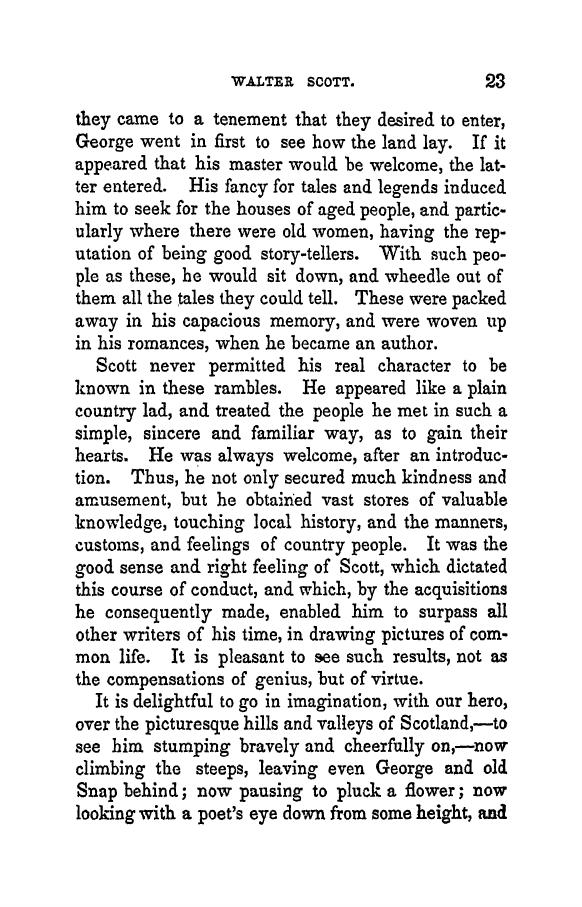 WALTER SCOTT. 23
they came to a tenement that they desired to enter,
George went in first to see how the land lay. If it
appeared that his master would be welcome, the lat-
ter entered. His fancy for tales and legends induced
him to seek for the houses of aged people, and partic-
ularly where there were old women, having the rep-
utation of being good story-tellers. With such peo-
ple as these, he would sit down, and wheedle out of
them all the tales they could tell. These were packed
away in his capacious memory, and were woven up
in his romances, when he became an author.
Scott never permitted his real character to be
known in these rambles. He appeared like a plain
country lad, and treated the people he met in such a
simple, sincere and familiar way, as to gain their
hearts. He was always welcome, after an introduc-
tion. Thus, he not only secured much kindness and
amusement, but he obtained vast stores of valuable
knowledge, touching local history, and the manners,
customs, and feelings of country people. It was the
good sense and right feeling of Scott, which dictated
this course of conduct, and which, by the acquisitions
he consequently made, enabled him to surpass all
other writers of his time, in drawing pictures of com-
mon life. It is pleasant to see such results, not as
the compensations of genius, but of virtue.
It is delightful to go in imagination, with our hero,
over the picturesque hills and valleys of Scotland,—to
see him stumping bravely and cheerfully on,—now
climbing the steeps, leaving even George and old
Snap behind; now pausing to pluck a flower; now
looking with a poet's eye down from some height, and